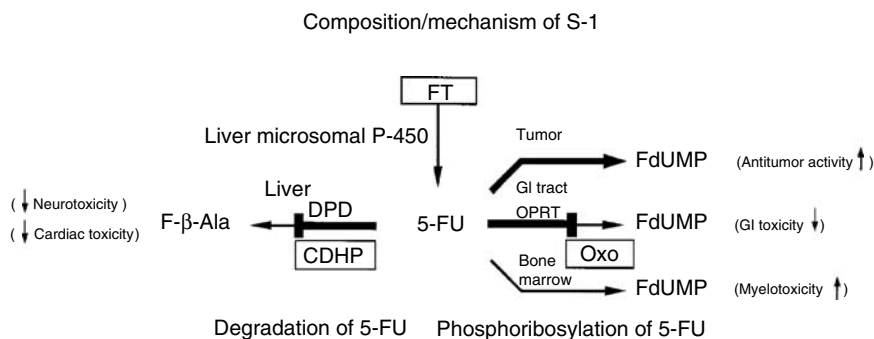 Composition/mechanism of S-1
FT
Liver microsomal P-450
Tumor
FdUMP
(Antitumor activity ↑)
GI tract
Liver
(↓ Neurotoxicity )
(↓ Cardiac toxicity)
F-β-Ala
DPD
CDHP
5-FU
OPRT
Oxo
FdUMP
(GI toxicity ↓)
Bone
marrow
FdUMP
(Myelotoxicity ↑)
Degradation of 5-FU
Phosphoribosylation of 5-FU